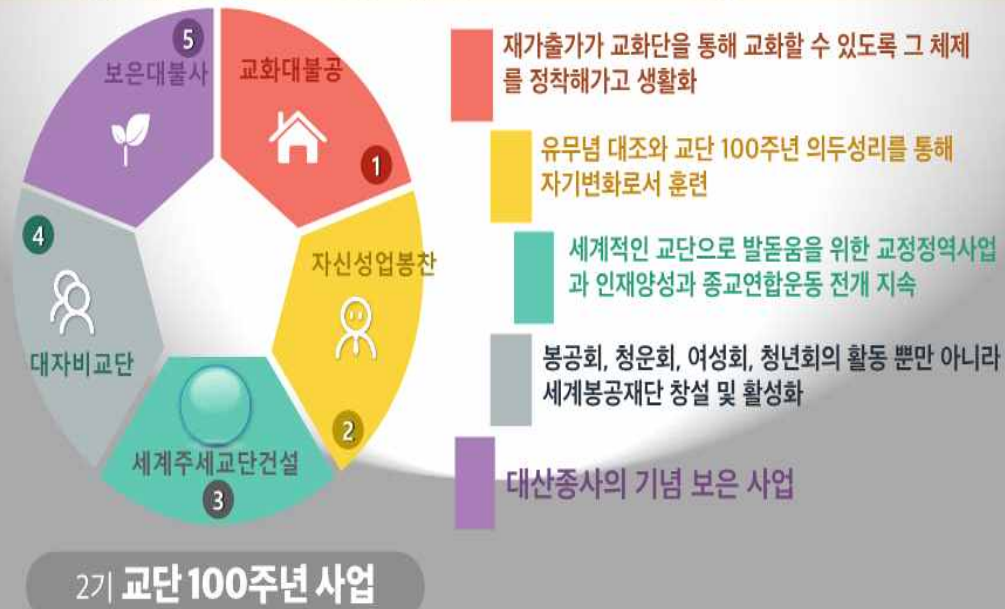 5
보은대불사
교화대불공
1
4
대자비교단
자신성업봉찬
2
세계주세교단건설
3
재가출가가 교화단을 통해 교화할 수 있도록 그 체제
를 정착해가고 생활화
유무념 대조와 교단 100주년 의두성리를 통해
자기변화로서 훈련
세계적인 교단으로 발돋움을 위한 교정정역사업
과 인재양성과 종교연합운동 전개 지속
봉공회, 청운회, 여성회, 청년회의 활동 뿐만 아니라
세계봉공재단 창설 및 활성화
대산종사의 기념 보은 사업
2기 교단 100주년 사업